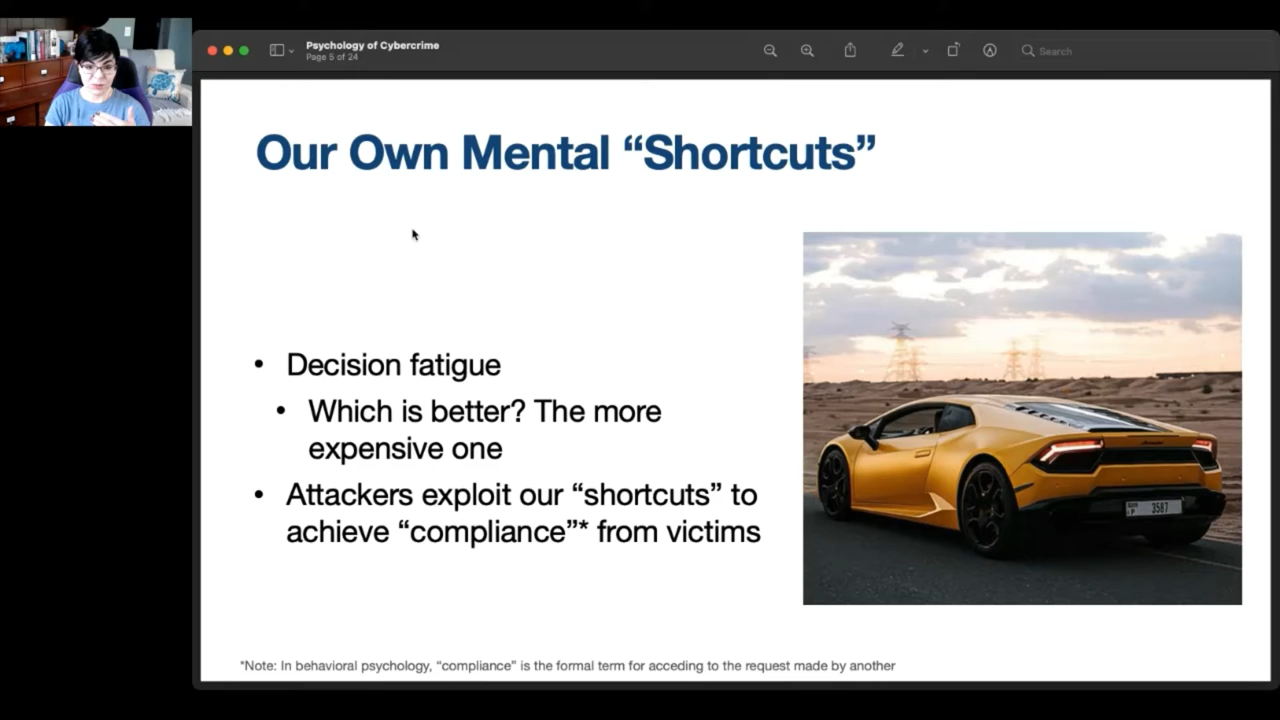 Psychology of Cybercrime
Page 5 of 24
Search
Our Own Mental “Shortcuts”
• Decision fatigue
• Which is better? The more
expensive one
• Attackers exploit our “shortcuts” to
achieve “compliance”* from victims
3587
*Note: In behavioral psychology, “compliance” is the formal term for acceding to the request made by another